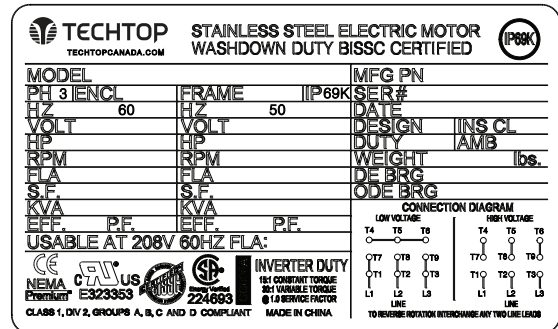 TECHTOP
TECHTOPCANADA.COM
STAINLESS STEEL ELECTRIC MOTOR
WASHDOWN DUTY BISSC CERTIFIED
IP69K
MODEL MFG PN
PH 3 ENCL FRAME IP69K SER#
HZ 60 HZ 50 DATE
VOLT VOLT DESIGN INS CL
HP HP DUTY AMB
RPM RPM WEIGHT lbs.
FLA FLA DE BRG
S.F. S.F. ODE BRG
KVA KVA
EFF. P.F. EFF. P.F.
USABLE AT 208V 60HZ FLA:
CONNECTION DIAGRAM
LOW VOLTAGE HIGH VOLTAGE
T4 T5 T6 T4 T5 T6
T7 T8 T9 T7 T8 T9
T1 T2 T3 T1 T2 T3
L1 L2 L3 L1 L2 L3
LINE LINE
TO REVERSE ROTATION INTERCHANGE ANY TWO LINE LEADS
CE
NEMA
Premium
US
E323353
SA
Energy Verified
224693
INVERTER DUTY
CONSTANT TORQUE
VARIABLE TORQUE
@ 1.0 SERVICE FACTOR
CLASS 1, DIV 2, GROUPS A, B, C AND D COMPLIANT MADE IN CHINA